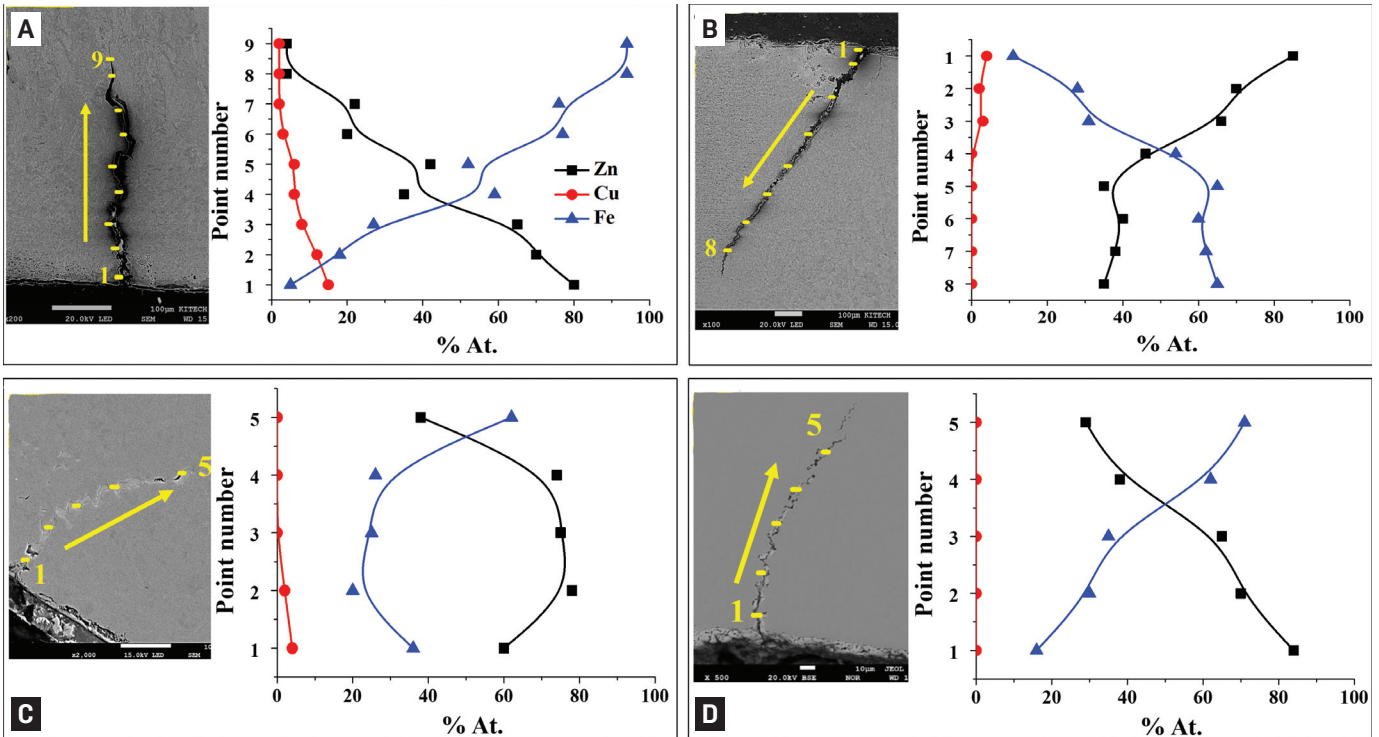 A
9
1
x200
20.0kV LED
SEM
100µm KITECH
WD 15
Point number
9
8
7
6
5
4
3
2
1
Zn
Cu
Fe
0
20
40
60
80
100
% At.
B
1
8
x100
20.0kV LED
SEM
100µm KITECH
WD 15.0
Point number
1
2
3
4
5
6
7
8
0
20
40
60
80
100
% At.
C
5
1
x2,000
15.0kV LED
SEM
Point number
5
4
3
2
1
0
20
40
60
80
100
% At.
D
5
1
X 500
20.0kV BSE
NOR
10µm JEOL
WD 1
Point number
5
4
3
2
1
0
20
40
60
80
100
% At.